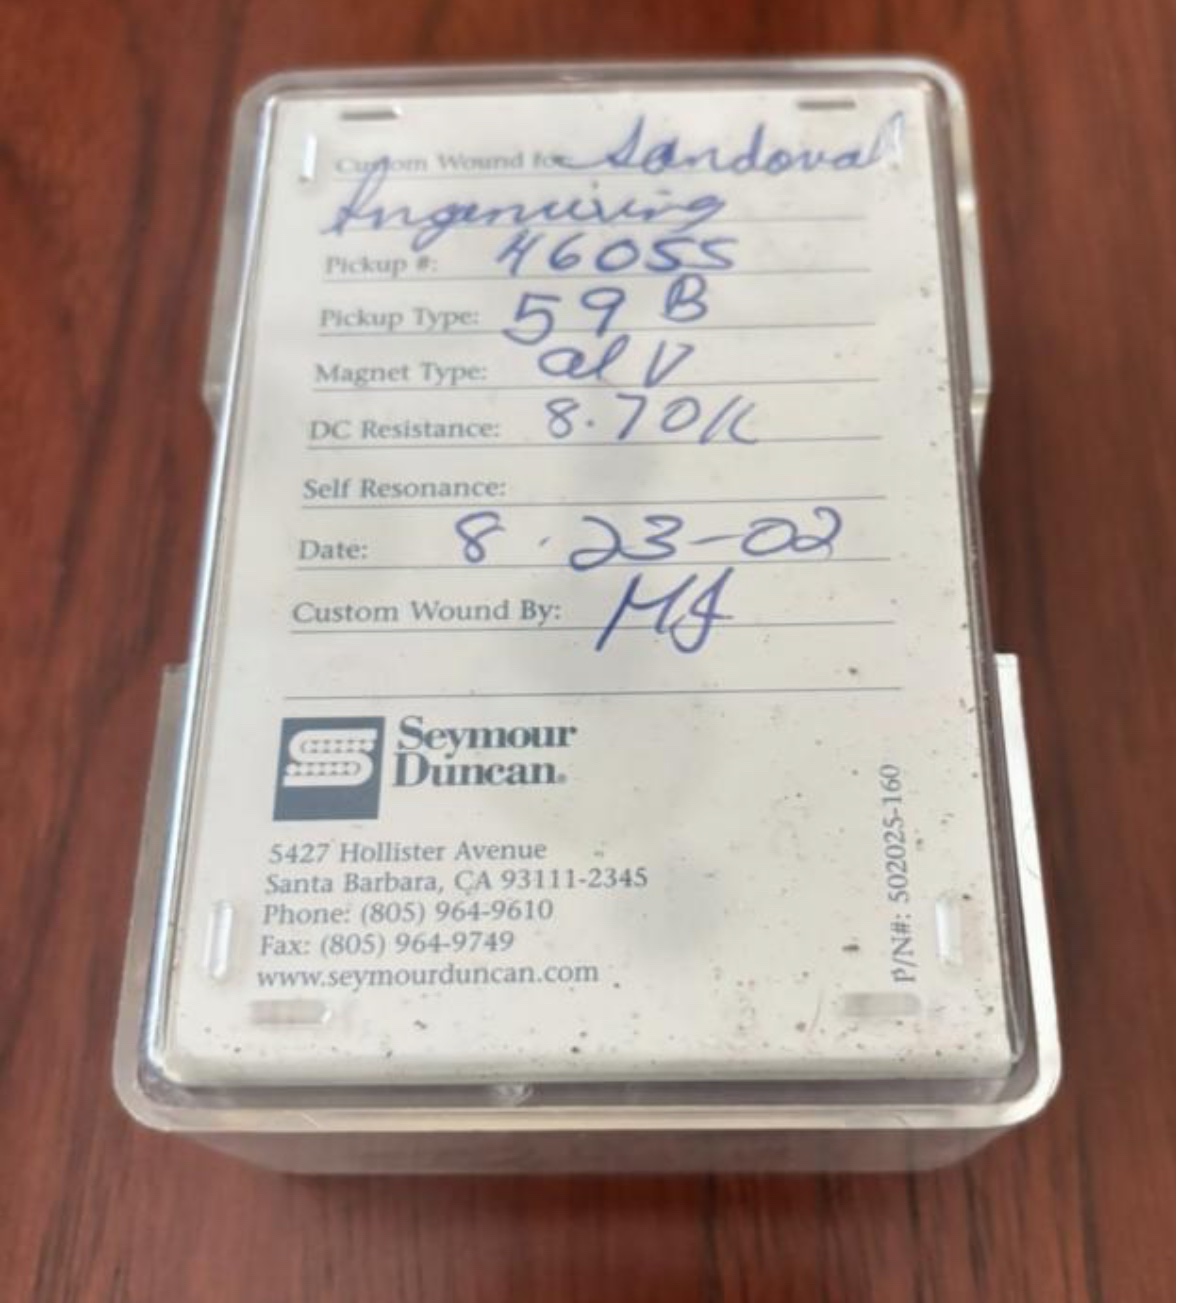 Custom Wound for: Sandoval
Ingenuring
Pickup #: 46055
Pickup Type: 59 B
Magnet Type: al V
DC Resistance: 8.70K
Self Resonance:
Date: 8.23-02
Custom Wound By: MJ
Seymour
Duncan®
5427 Hollister Avenue
Santa Barbara, CA 93111-2345
Phone: (805) 964-9610
Fax: (805) 964-9749
www.seymourduncan.com
P/N#: 502025-160